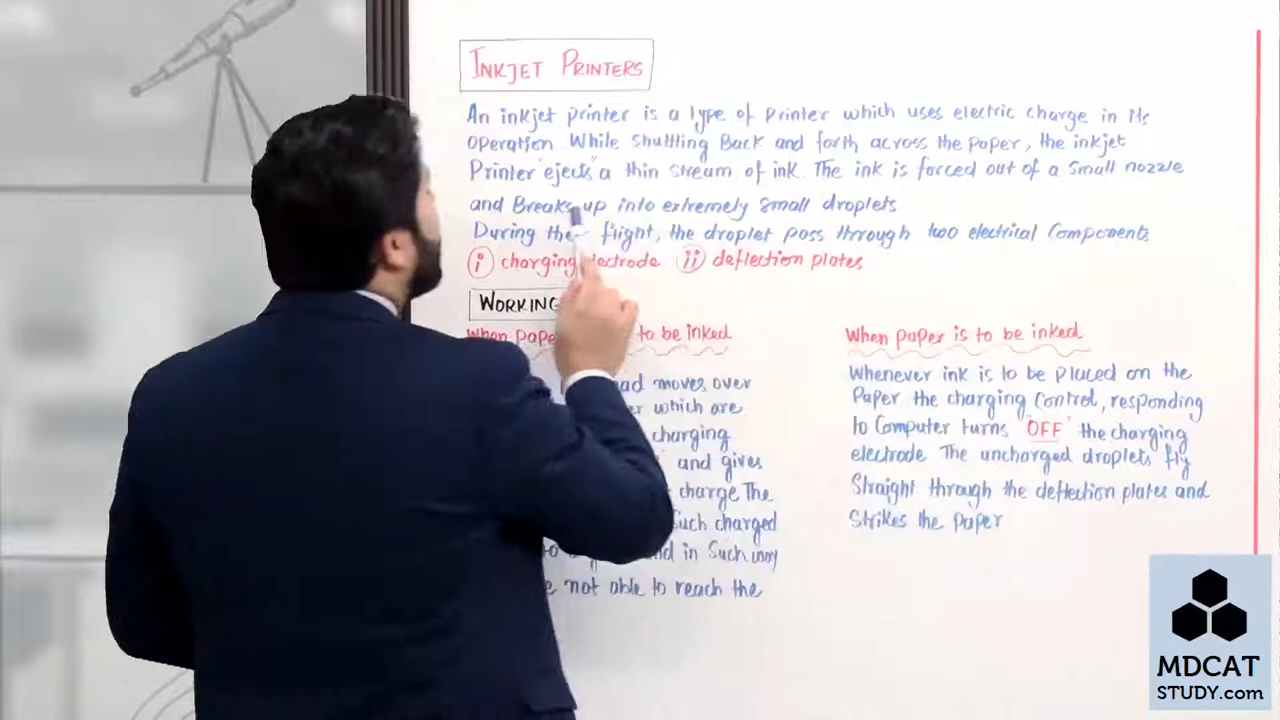 INKJET PRINTERS
An inkjet printer is a type of Printer which uses electric charge in its
operation While Shuttling Back and forth across the Paper, the inkjet
Printer "ejects" a thin stream of ink. The ink is forced out of a Small nozzle
and Breaks up into extremely Small droplets
During the flight, the droplet pass through two electrical Components
i charging ectrode ii deflection plates
WORKING
When pape to be inked
moves over
which are
charging
and gives
charge The
Such charged
and in Such way
not able to reach the
When paper is to be inked
Whenever ink is to be Placed on the
Paper the charging Control, responding
to Computer turns "OFF" the charging
electrode The uncharged droplets fly
Straight through the deflection plates and
Strikes the Paper
MDCAT
STUDY.com